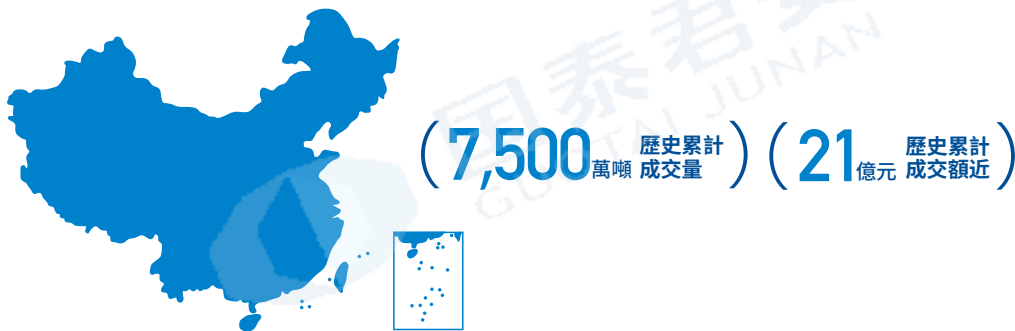 国泰君安
GUOTAI JUNAN
(7,500萬噸 歷史累計
成交量)
(21億元 歷史累計
成交額近)